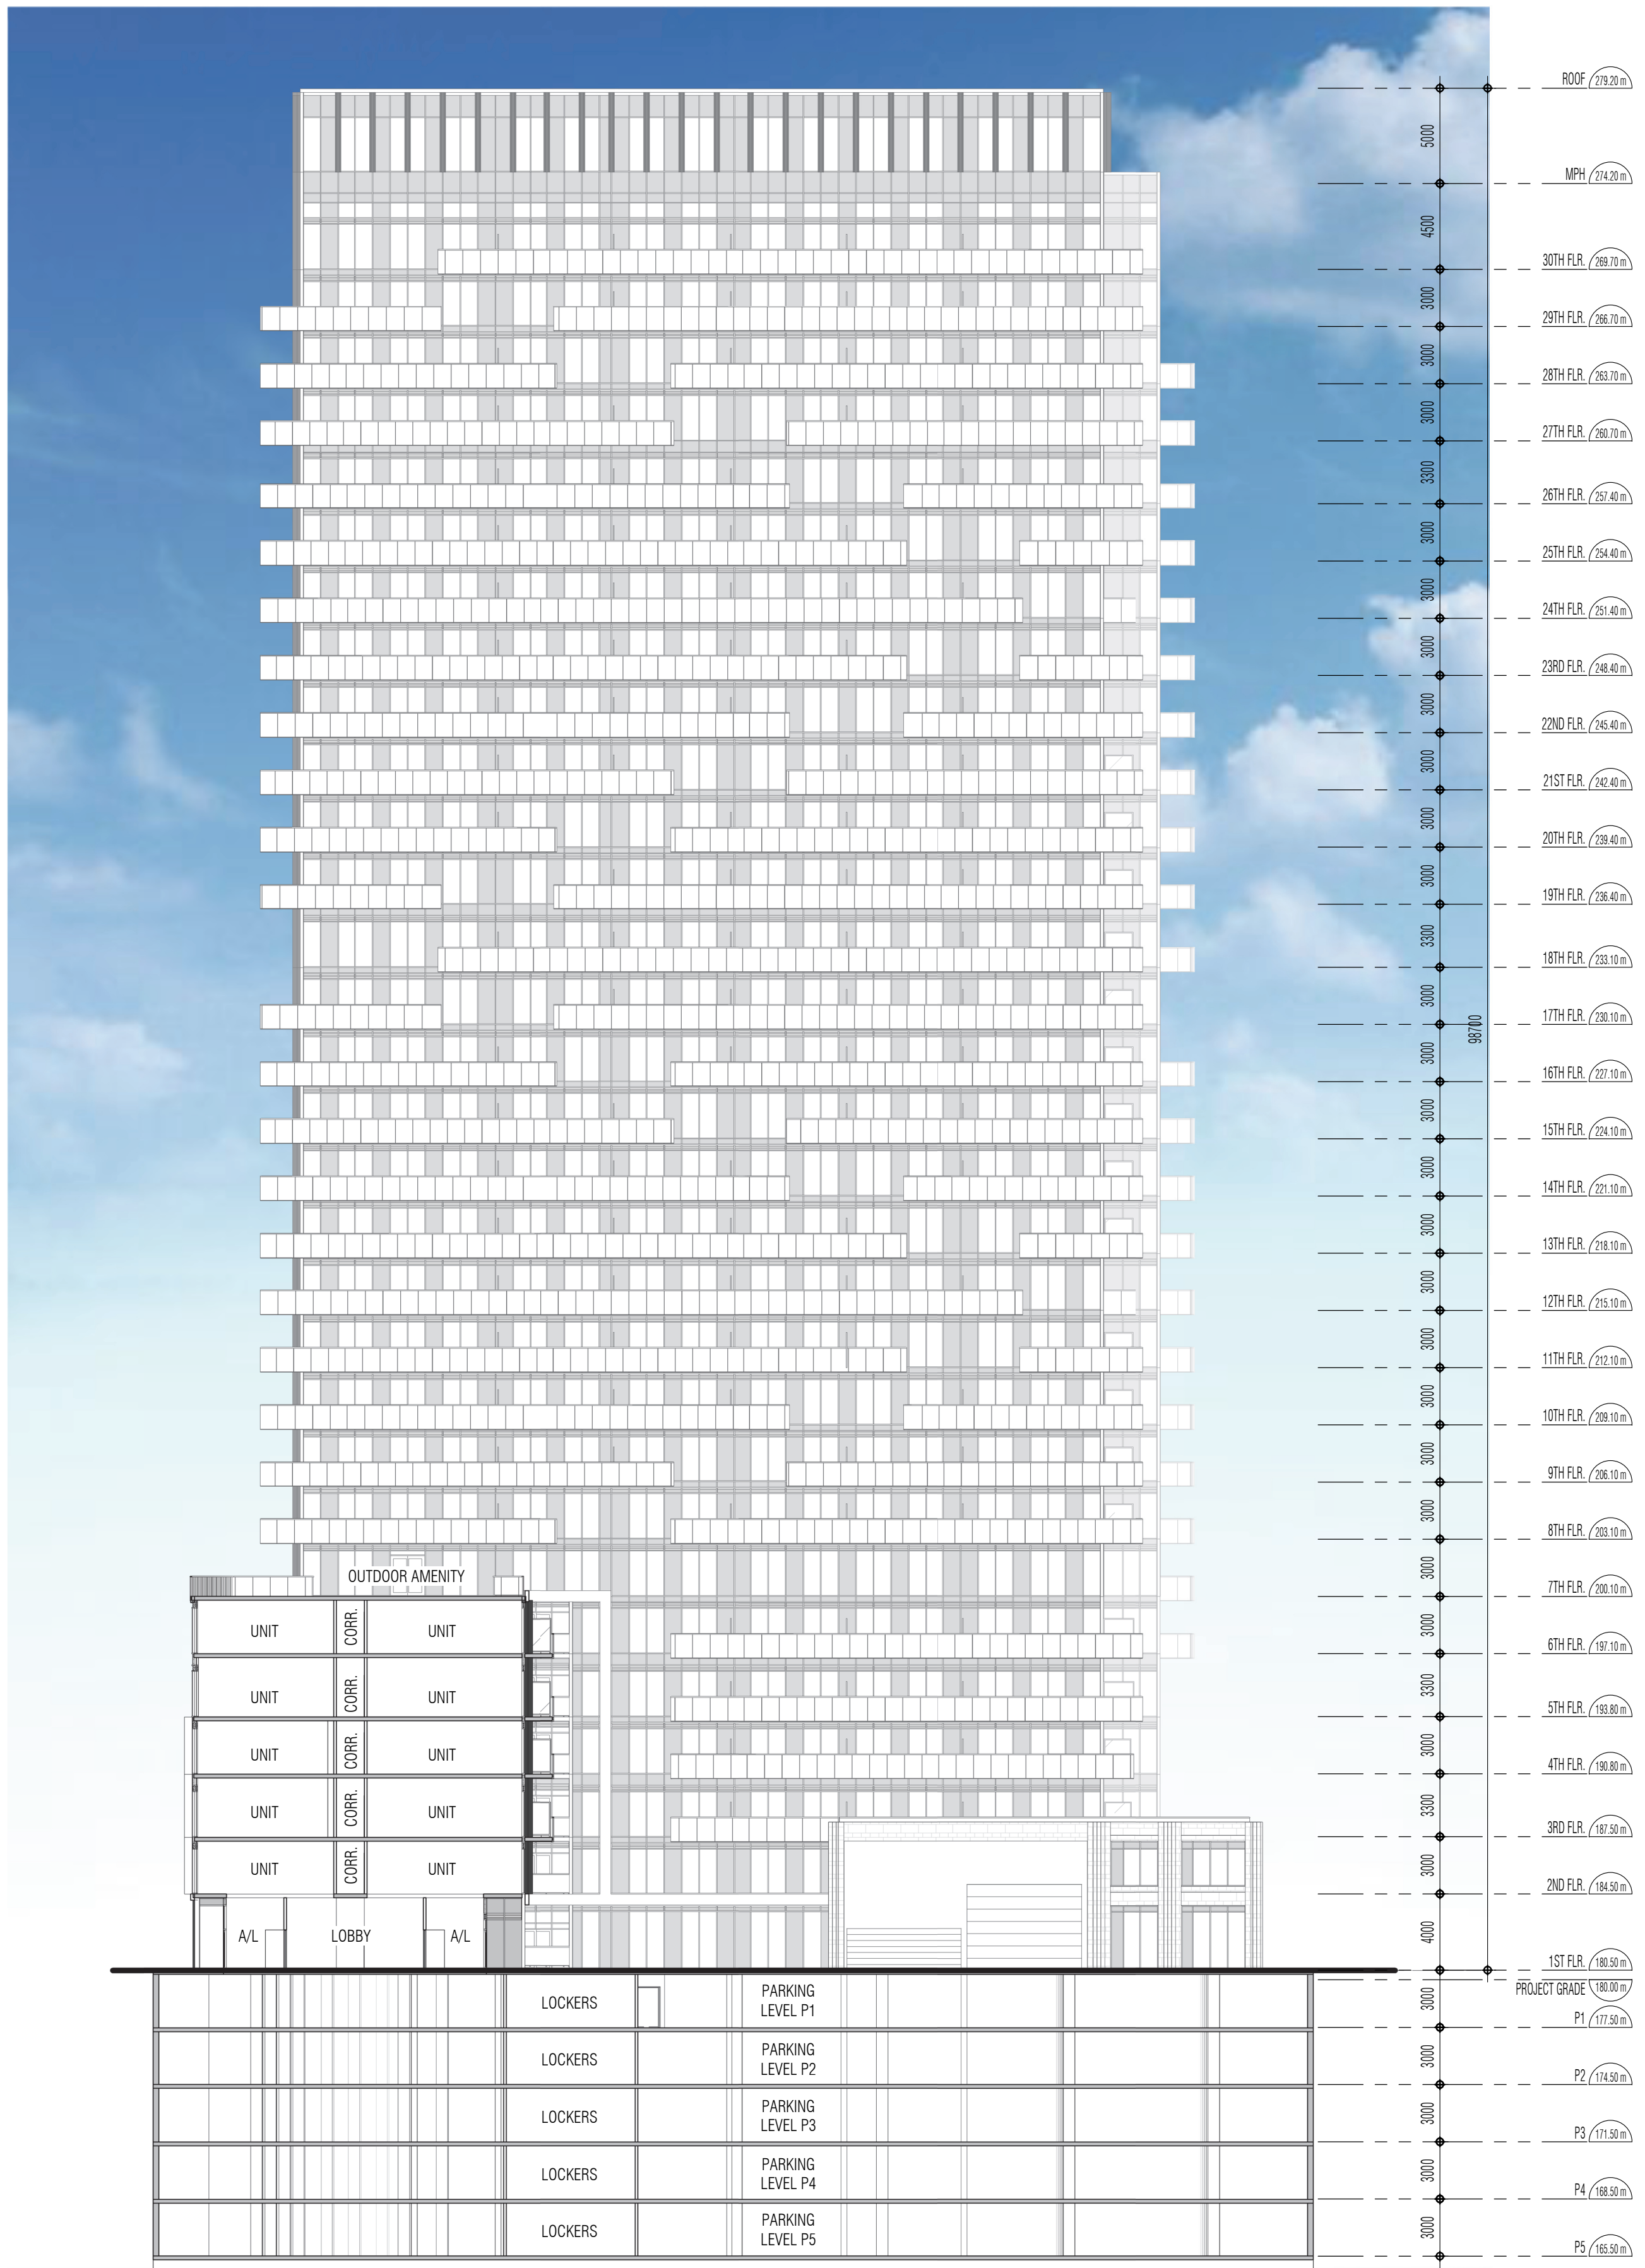 ROOF 279.20 m
5000
MPH 274.20 m
4500
30TH FLR. 269.70 m
3000
29TH FLR. 266.70 m
3000
28TH FLR. 263.70 m
3000
27TH FLR. 260.70 m
3300
26TH FLR. 257.40 m
3000
25TH FLR. 254.40 m
3000
24TH FLR. 251.40 m
3000
23RD FLR. 248.40 m
3000
22ND FLR. 245.40 m
3000
21ST FLR. 242.40 m
3000
20TH FLR. 239.40 m
3000
19TH FLR. 236.40 m
3300
18TH FLR. 233.10 m
3000
17TH FLR. 230.10 m
98700
3000
16TH FLR. 227.10 m
3000
15TH FLR. 224.10 m
3000
14TH FLR. 221.10 m
3000
13TH FLR. 218.10 m
3000
12TH FLR. 215.10 m
3000
11TH FLR. 212.10 m
3000
10TH FLR. 209.10 m
3000
9TH FLR. 206.10 m
3000
8TH FLR. 203.10 m
3000
OUTDOOR AMENITY
7TH FLR. 200.10 m
UNIT CORR. UNIT
3000
6TH FLR. 197.10 m
UNIT CORR. UNIT
3300
5TH FLR. 193.80 m
UNIT CORR. UNIT
3000
4TH FLR. 190.80 m
UNIT CORR. UNIT
3300
3RD FLR. 187.50 m
UNIT CORR. UNIT
3000
2ND FLR. 184.50 m
A/L LOBBY A/L
4000
1ST FLR. 180.50 m
PROJECT GRADE 180.00 m
LOCKERS
PARKING
LEVEL P1
3000
P1 177.50 m
LOCKERS
PARKING
LEVEL P2
3000
P2 174.50 m
LOCKERS
PARKING
LEVEL P3
3000
P3 171.50 m
LOCKERS
PARKING
LEVEL P4
3000
P4 168.50 m
LOCKERS
PARKING
LEVEL P5
3000
P5 165.50 m